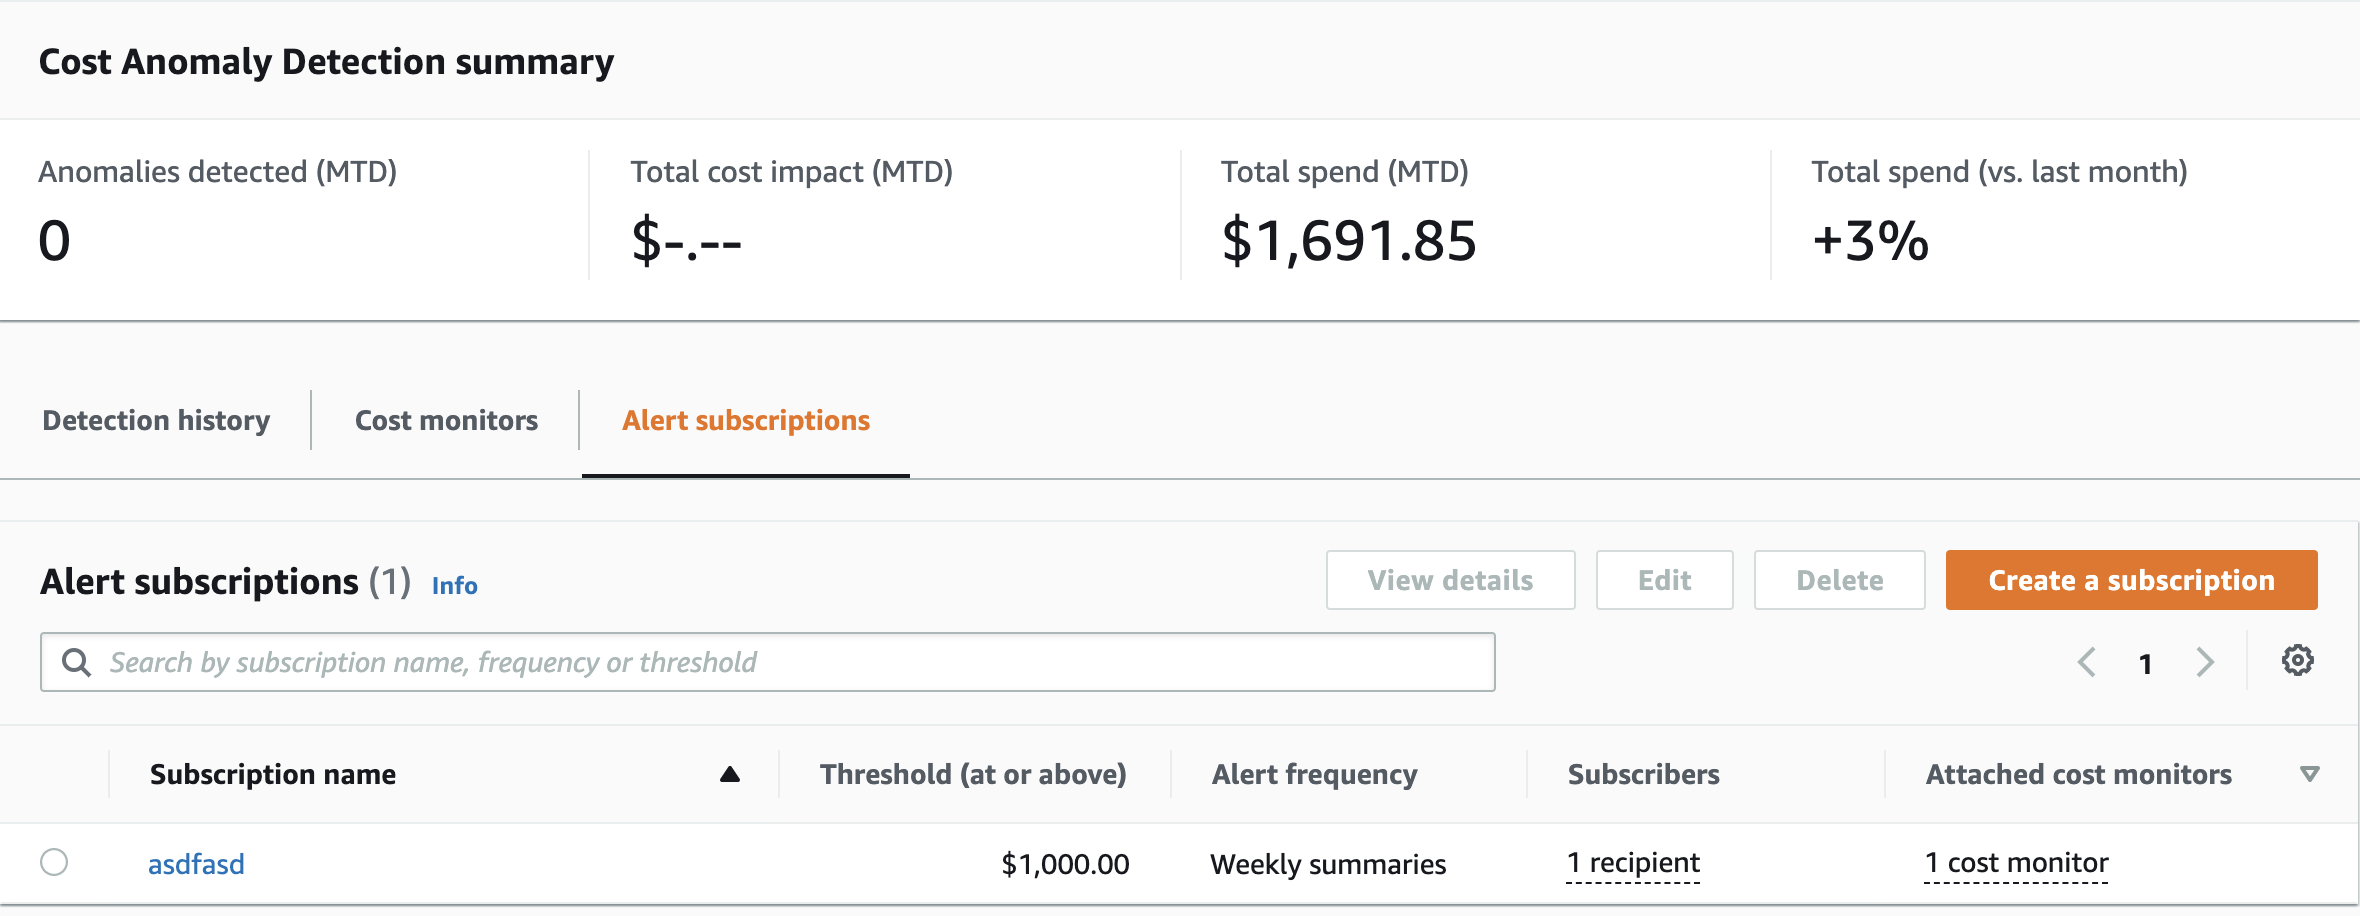 Cost Anomaly Detection summary
Anomalies detected (MTD)
0
Total cost impact (MTD)
$-.--
Total spend (MTD)
$1,691.85
Total spend (vs. last month)
+3%
Detection history
Cost monitors
Alert subscriptions
Alert subscriptions (1) Info
View details
Edit
Delete
Create a subscription
Search by subscription name, frequency or threshold
1
Subscription name
Threshold (at or above)
Alert frequency
Subscribers
Attached cost monitors
asdfasd
$1,000.00
Weekly summaries
1 recipient
1 cost monitor